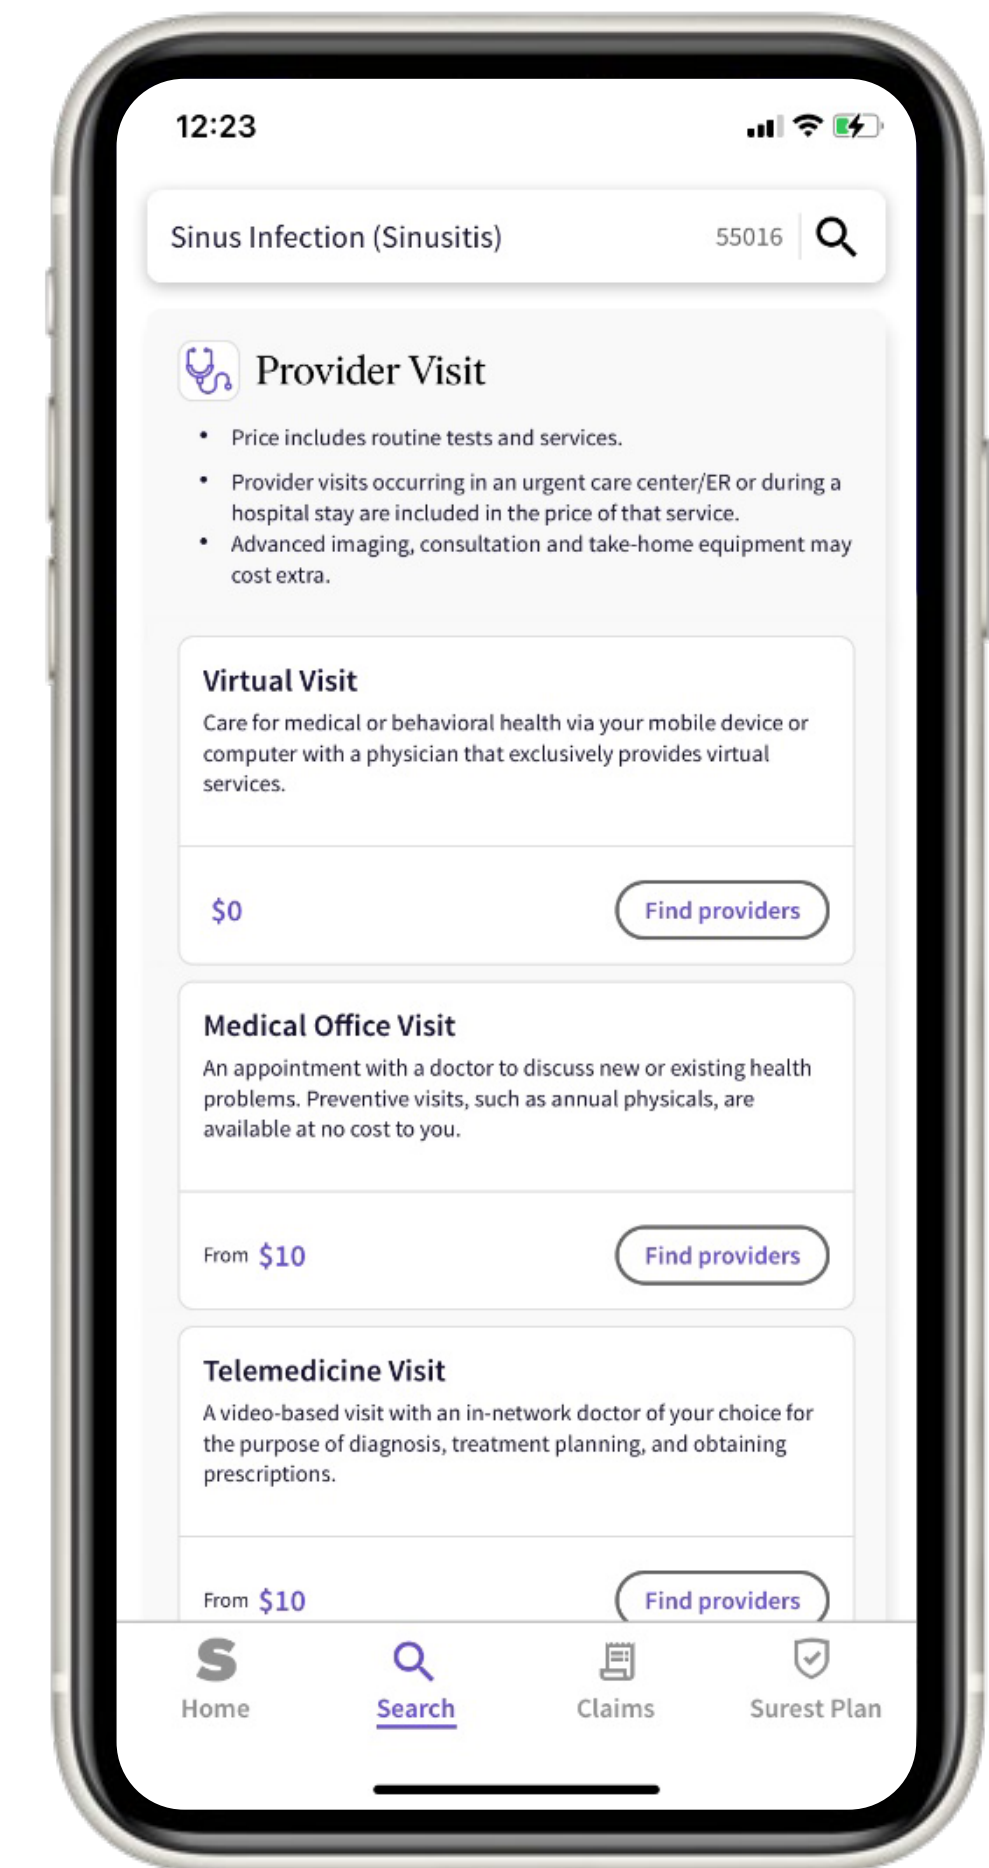 12:23
Sinus Infection (Sinusitis) 55016
Provider Visit
• Price includes routine tests and services.
• Provider visits occurring in an urgent care center/ER or during a
hospital stay are included in the price of that service.
• Advanced imaging, consultation and take-home equipment may
cost extra.
Virtual Visit
Care for medical or behavioral health via your mobile device or
computer with a physician that exclusively provides virtual
services.
$0 Find providers
Medical Office Visit
An appointment with a doctor to discuss new or existing health
problems. Preventive visits, such as annual physicals, are
available at no cost to you.
From $10 Find providers
Telemedicine Visit
A video-based visit with an in-network doctor of your choice for
the purpose of diagnosis, treatment planning, and obtaining
prescriptions.
From $10 Find providers
S
Home Search Claims Surest Plan